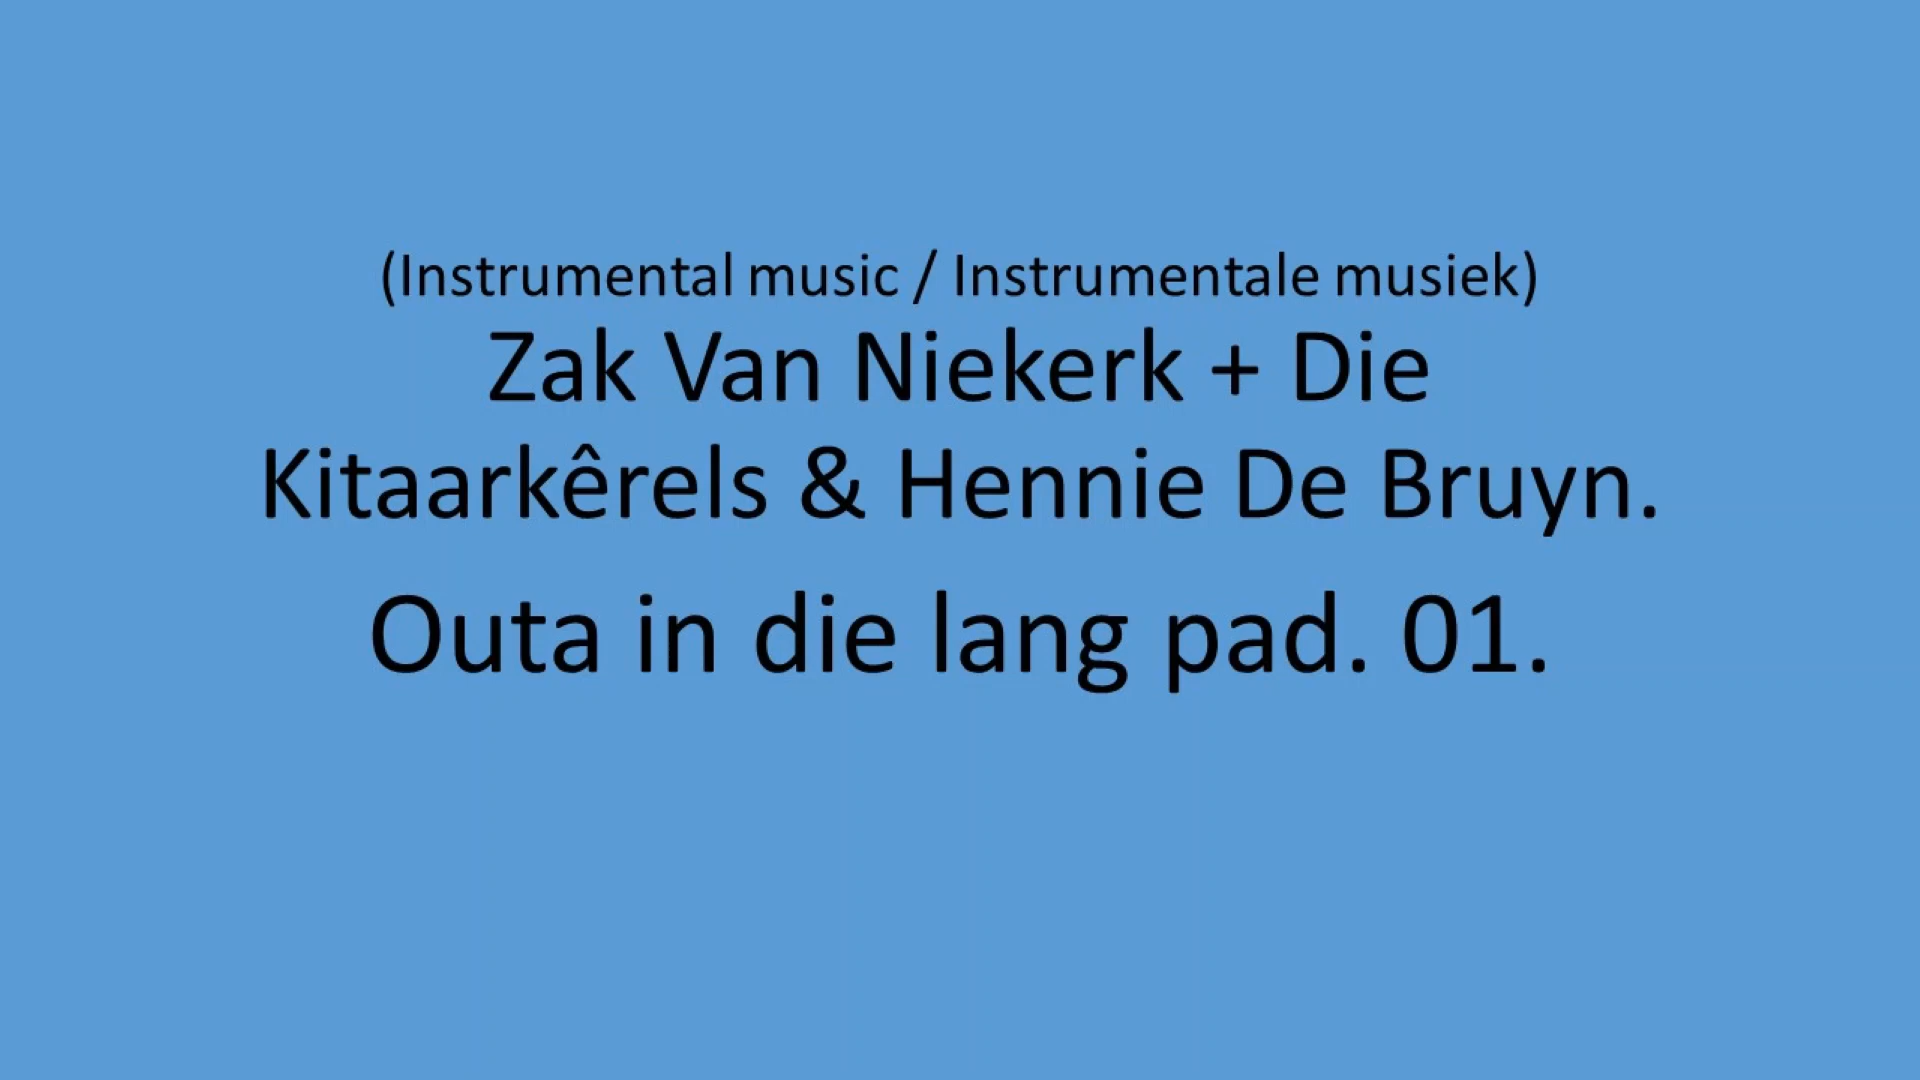 (Instrumental music / Instrumentale musiek)
Zak Van Niekerk + Die
Kitaarkêrels & Hennie De Bruyn.
Outa in die lang pad. 01.